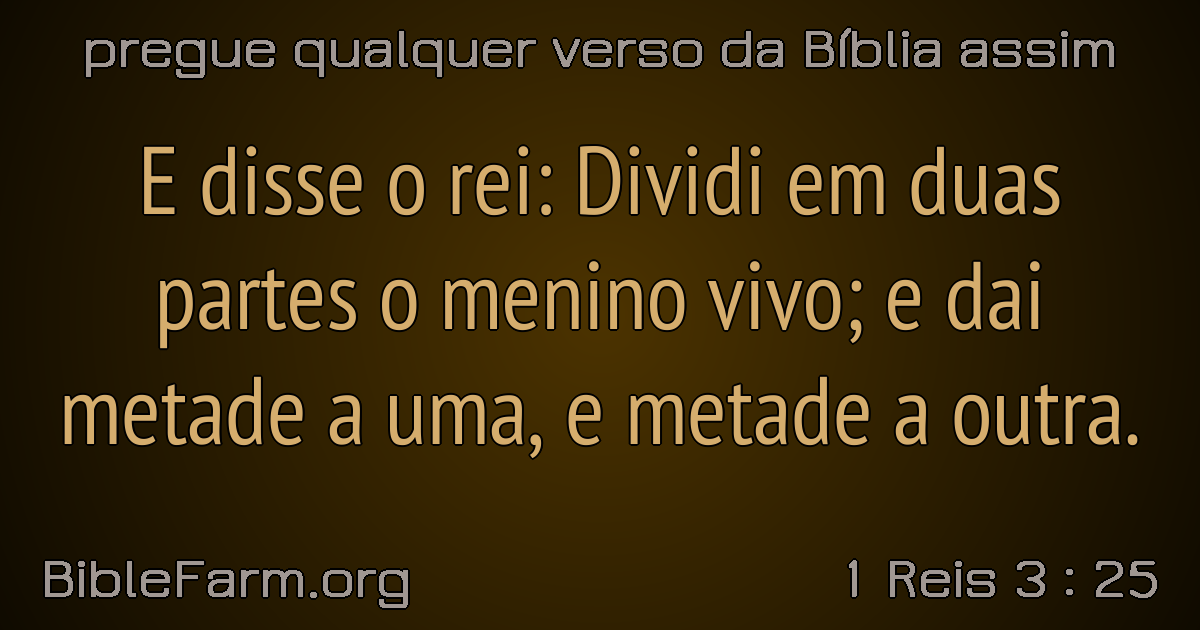 pregue qualquer verso da Bíblia assim
E disse o rei: Dividi em duas
partes o menino vivo; e dai
metade a uma, e metade a outra.
BibleFarm.org
1 Reis 3 : 25